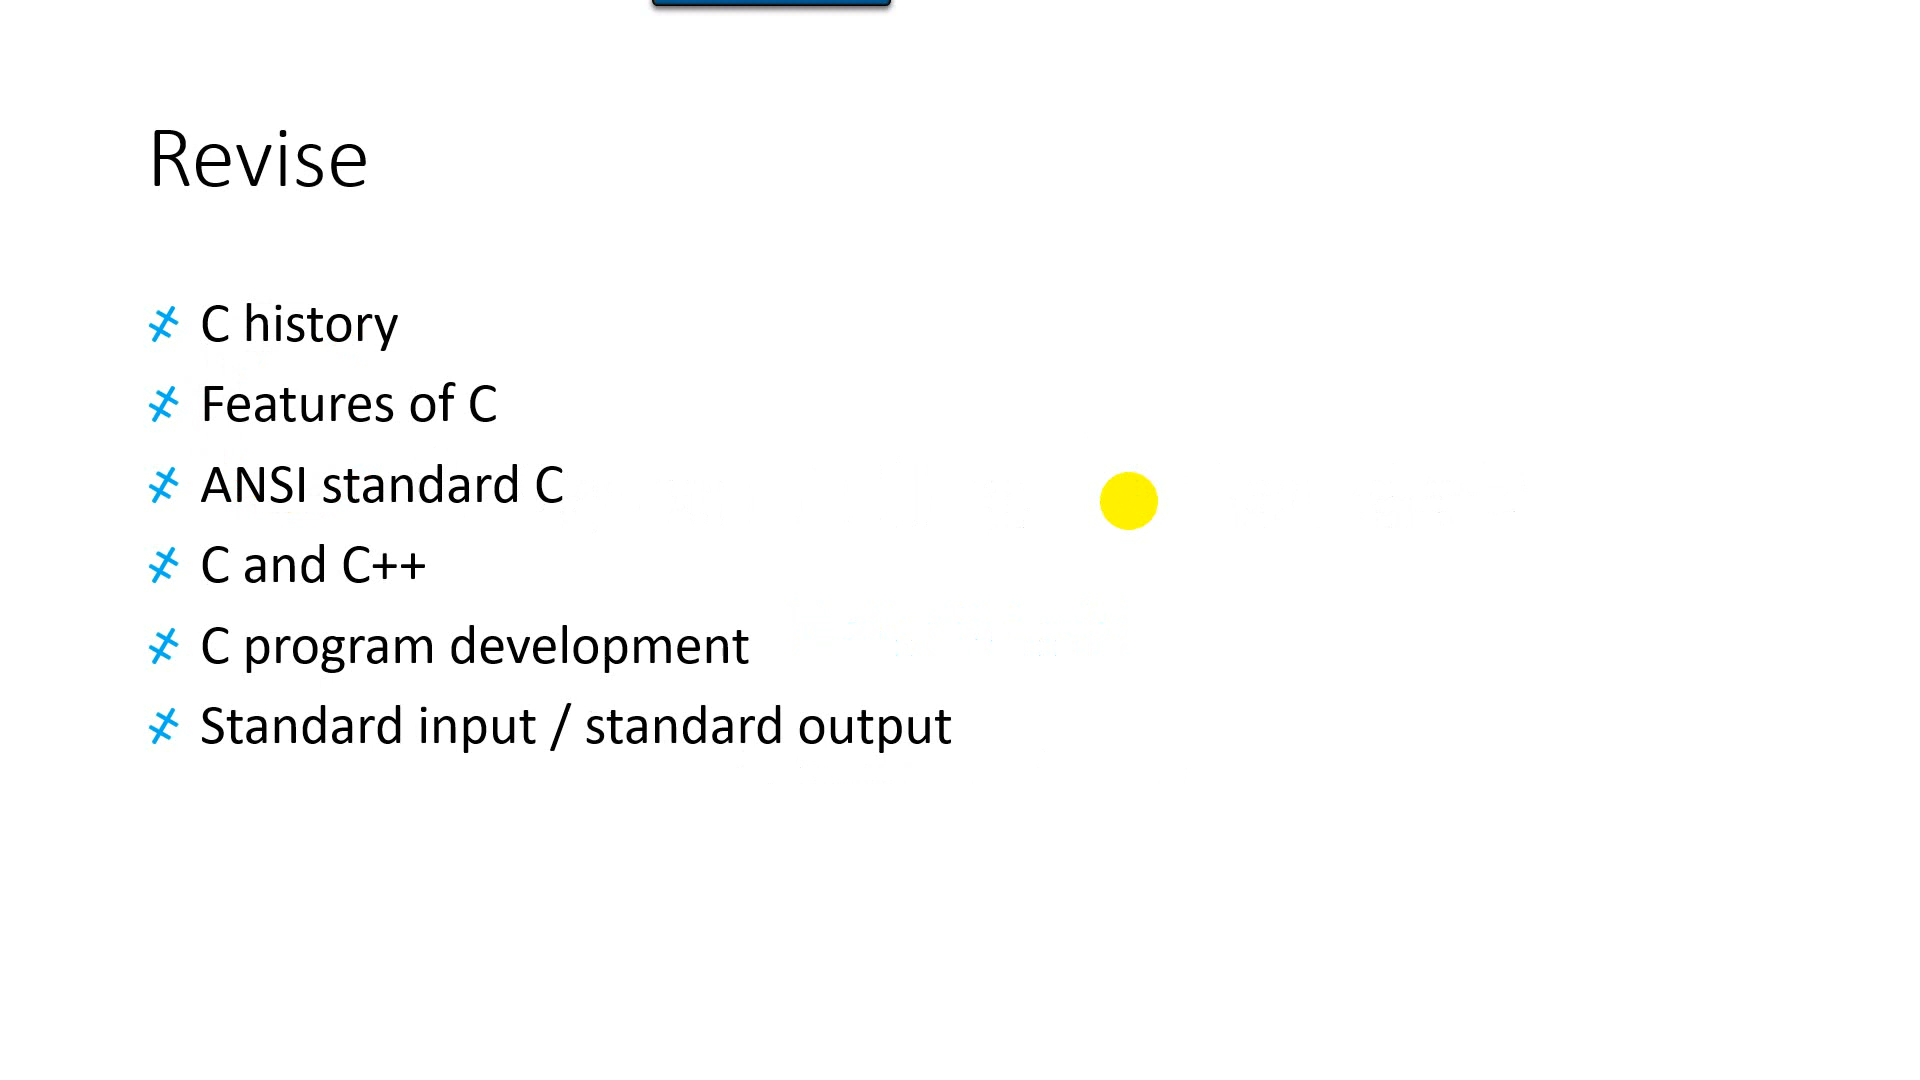 Revise
C history
Features of C
ANSI standard C
C and C++
C program development
Standard input / standard output